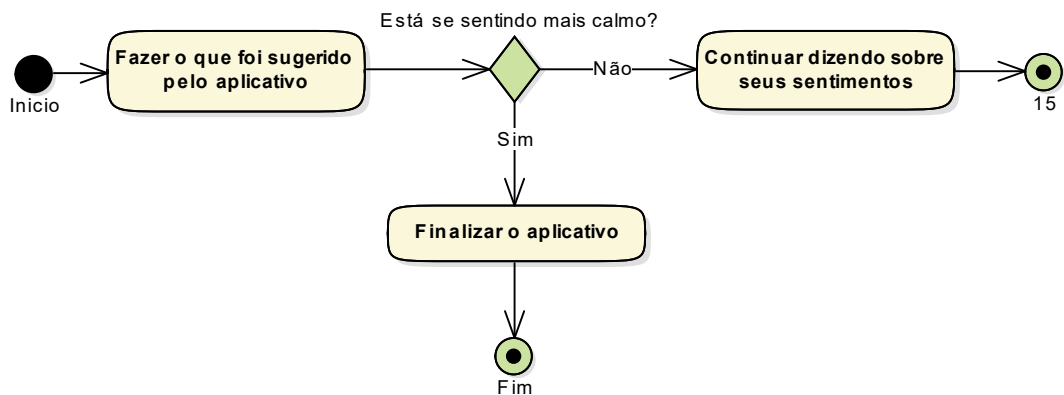 Está se sentindo mais calmo?
Fazer o que foi sugerido
pelo aplicativo
Não
Continuar dizendo sobre
seus sentimentos
Inicio
15
Sim
Finalizar o aplicativo
Fim